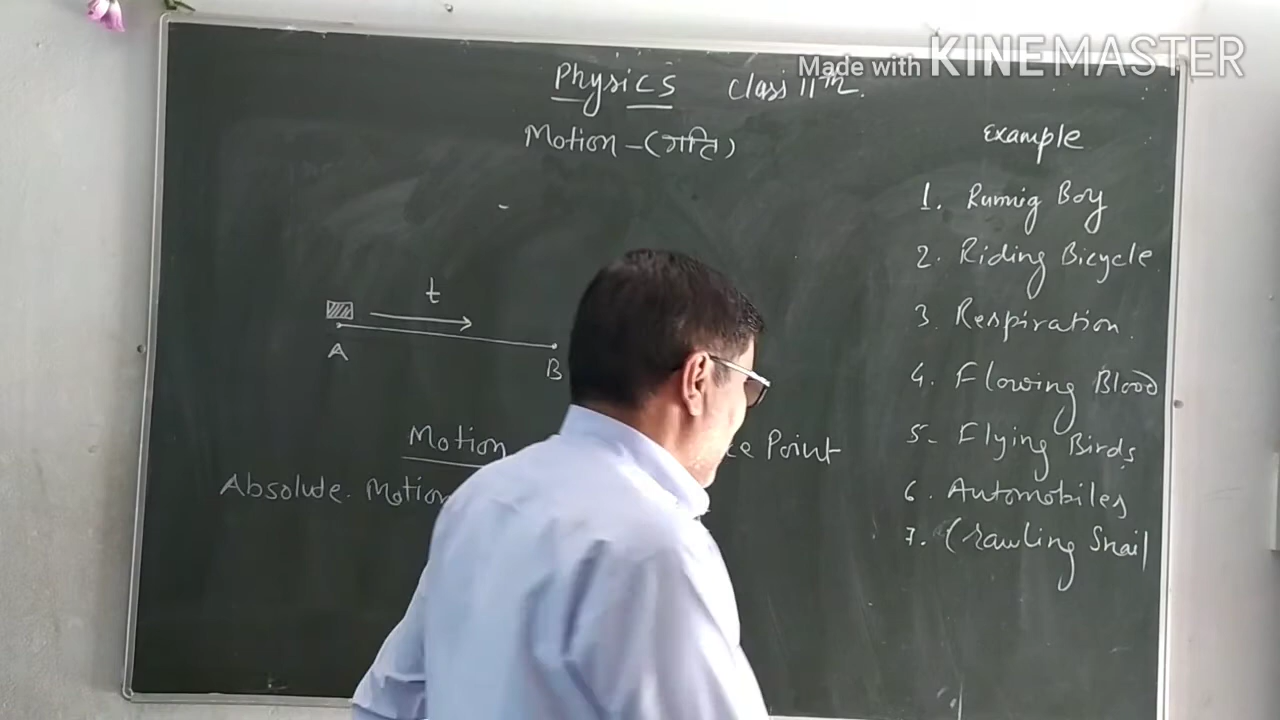 Made with KINEMASTER
Physics Class 11th.
Motion - (गति)
Example
1. Runnig Boy
2. Riding Bicycle
3. Respiration
4. Flowing Blood
5- Flying Birds
6. Automobiles
7. Crawling Snail
t
A
B
Motion Point
Absolude. Motion